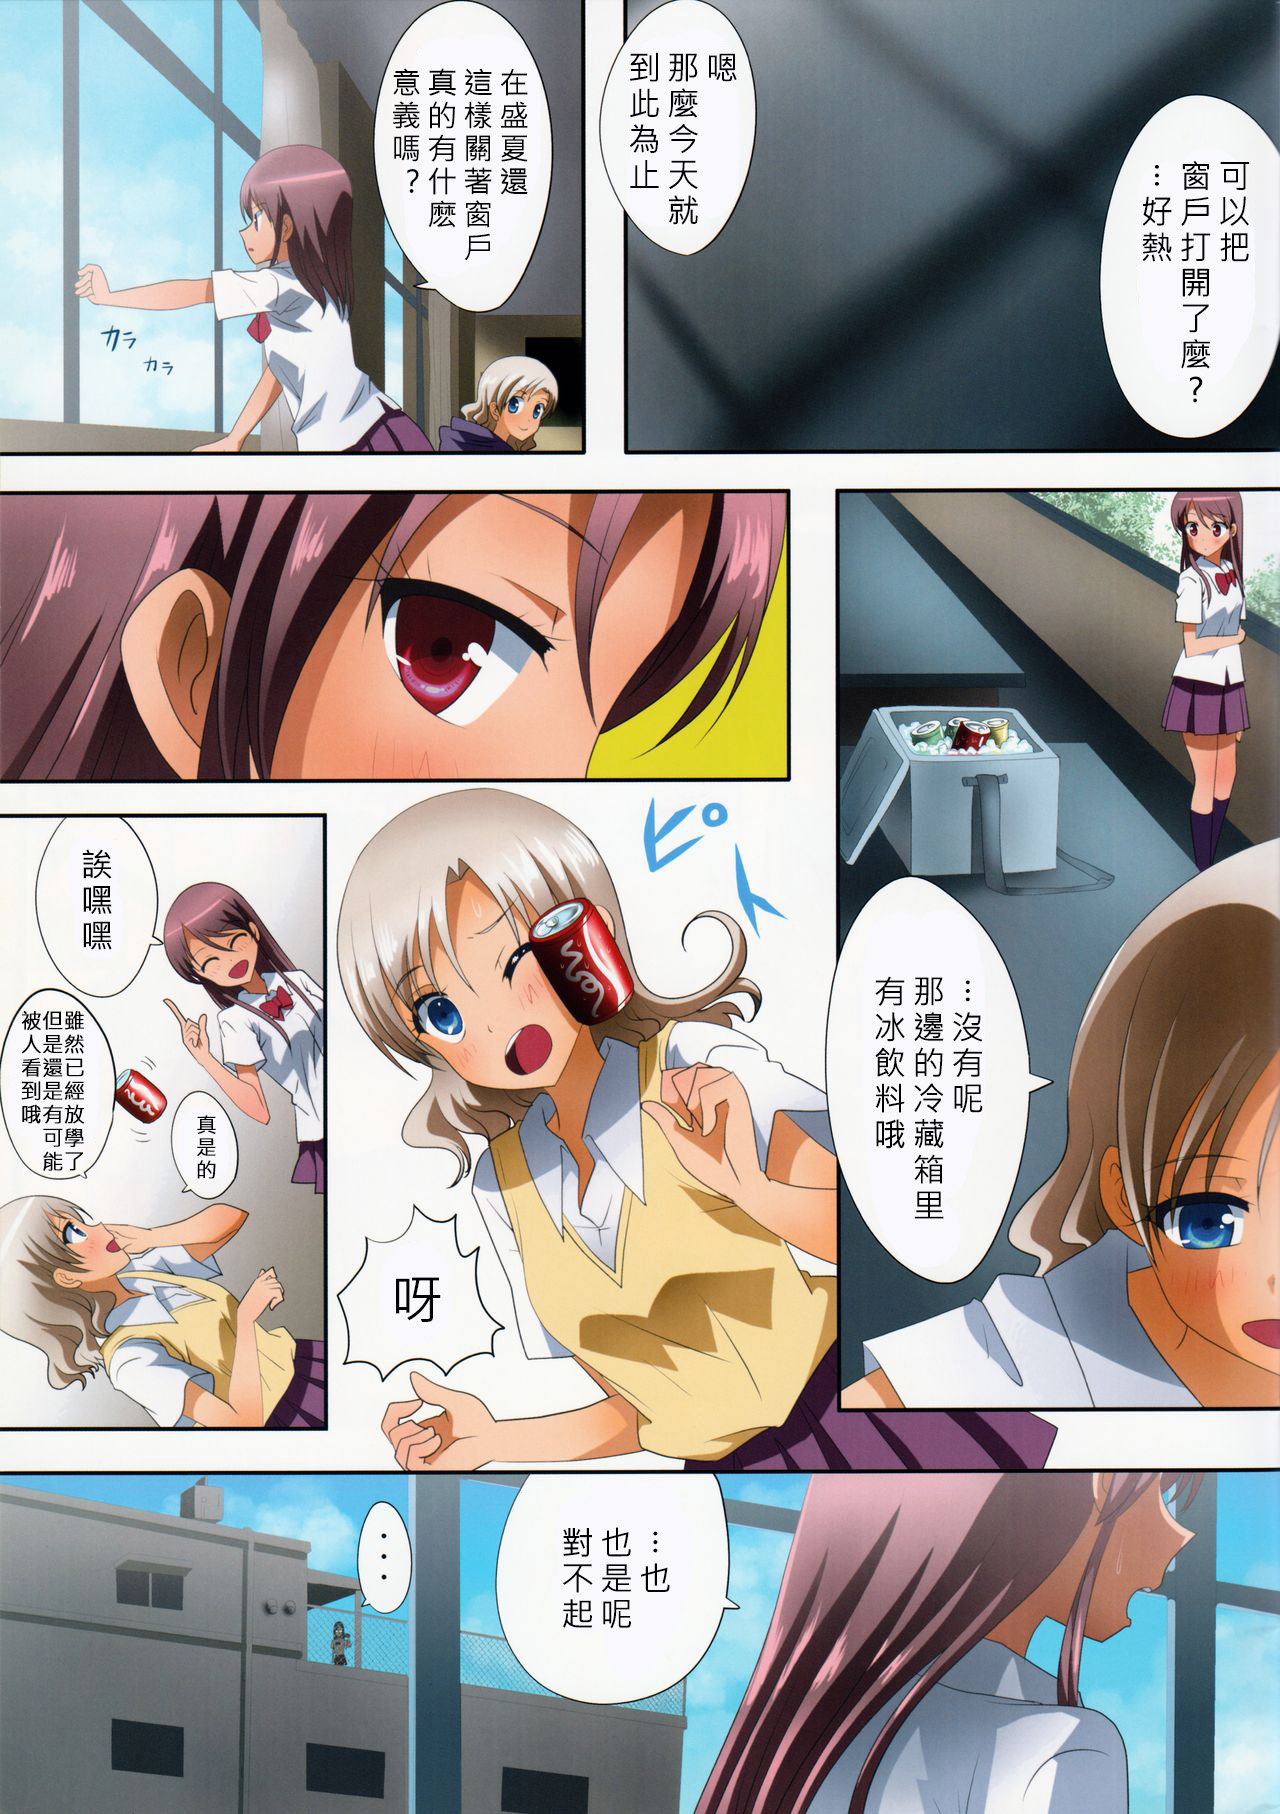 可以把
窗戶打開了麼？
…好熱
嗯
那麼今天就
到此為止
在盛夏還
這樣關著窗戶
真的有什麽
意義嗎？
カラ
カラ
…沒有呢
那邊的冷藏箱里
有冰飲料哦
ピト
呀
誒嘿嘿
真是的
雖然已經放學了
但是還是有可能
被人看到哦
…也
也是呢
對不起
…